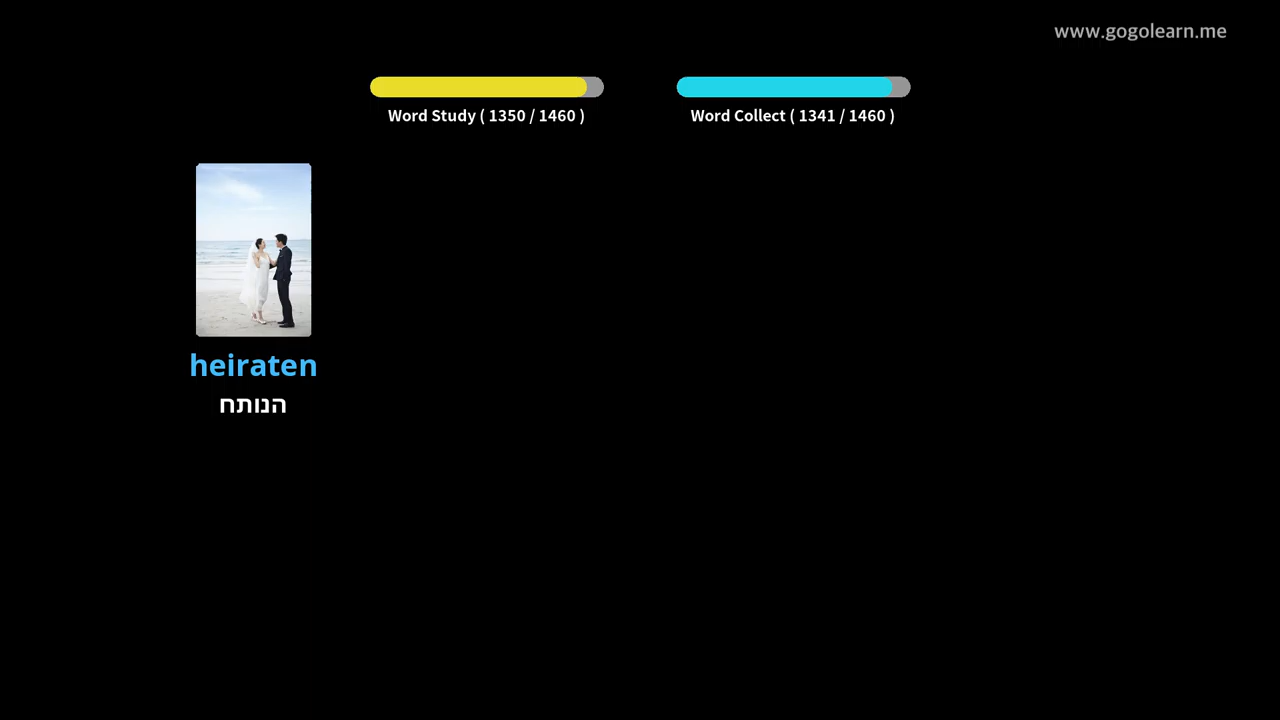 www.gogolearn.me
Word Study ( 1350 / 1460 )
Word Collect ( 1341 / 1460 )
heiraten
הנותח